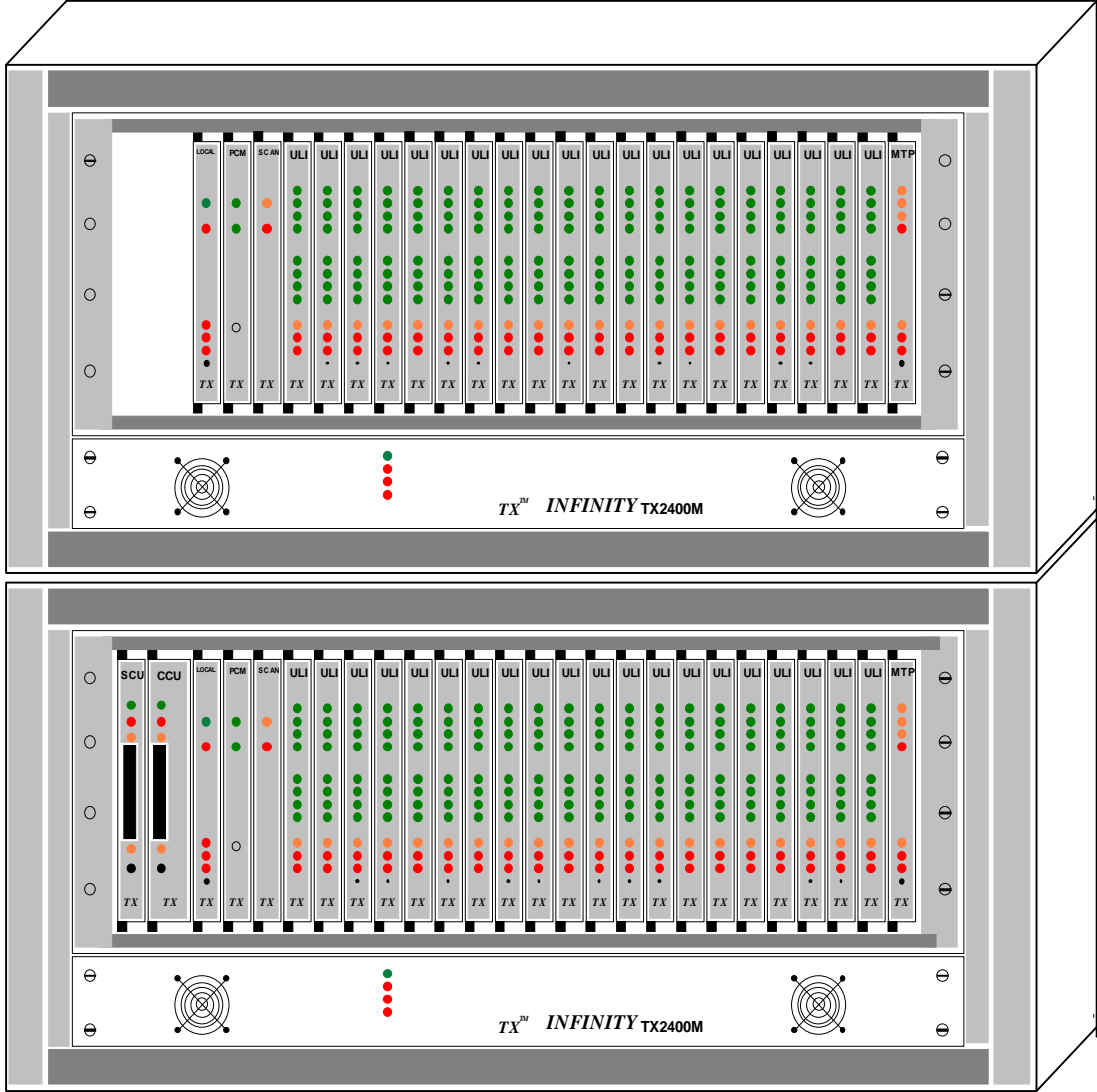 LOCAL PCM SCAN ULI ULI ULI ULI ULI ULI ULI ULI ULI ULI ULI ULI ULI ULI ULI ULI ULI ULI ULI ULI MTP
TX TX TX TX TX TX TX TX TX TX TX TX TX TX TX TX TX TX TX TX TX TX TX TX
TX™ INFINITY TX2400M
SCU CCU LOCAL PCM SCAN ULI ULI ULI ULI ULI ULI ULI ULI ULI ULI ULI ULI ULI ULI ULI ULI ULI ULI ULI ULI MTP
TX TX TX TX TX TX TX TX TX TX TX TX TX TX TX TX TX TX TX TX TX TX TX TX TX TX
TX™ INFINITY TX2400M